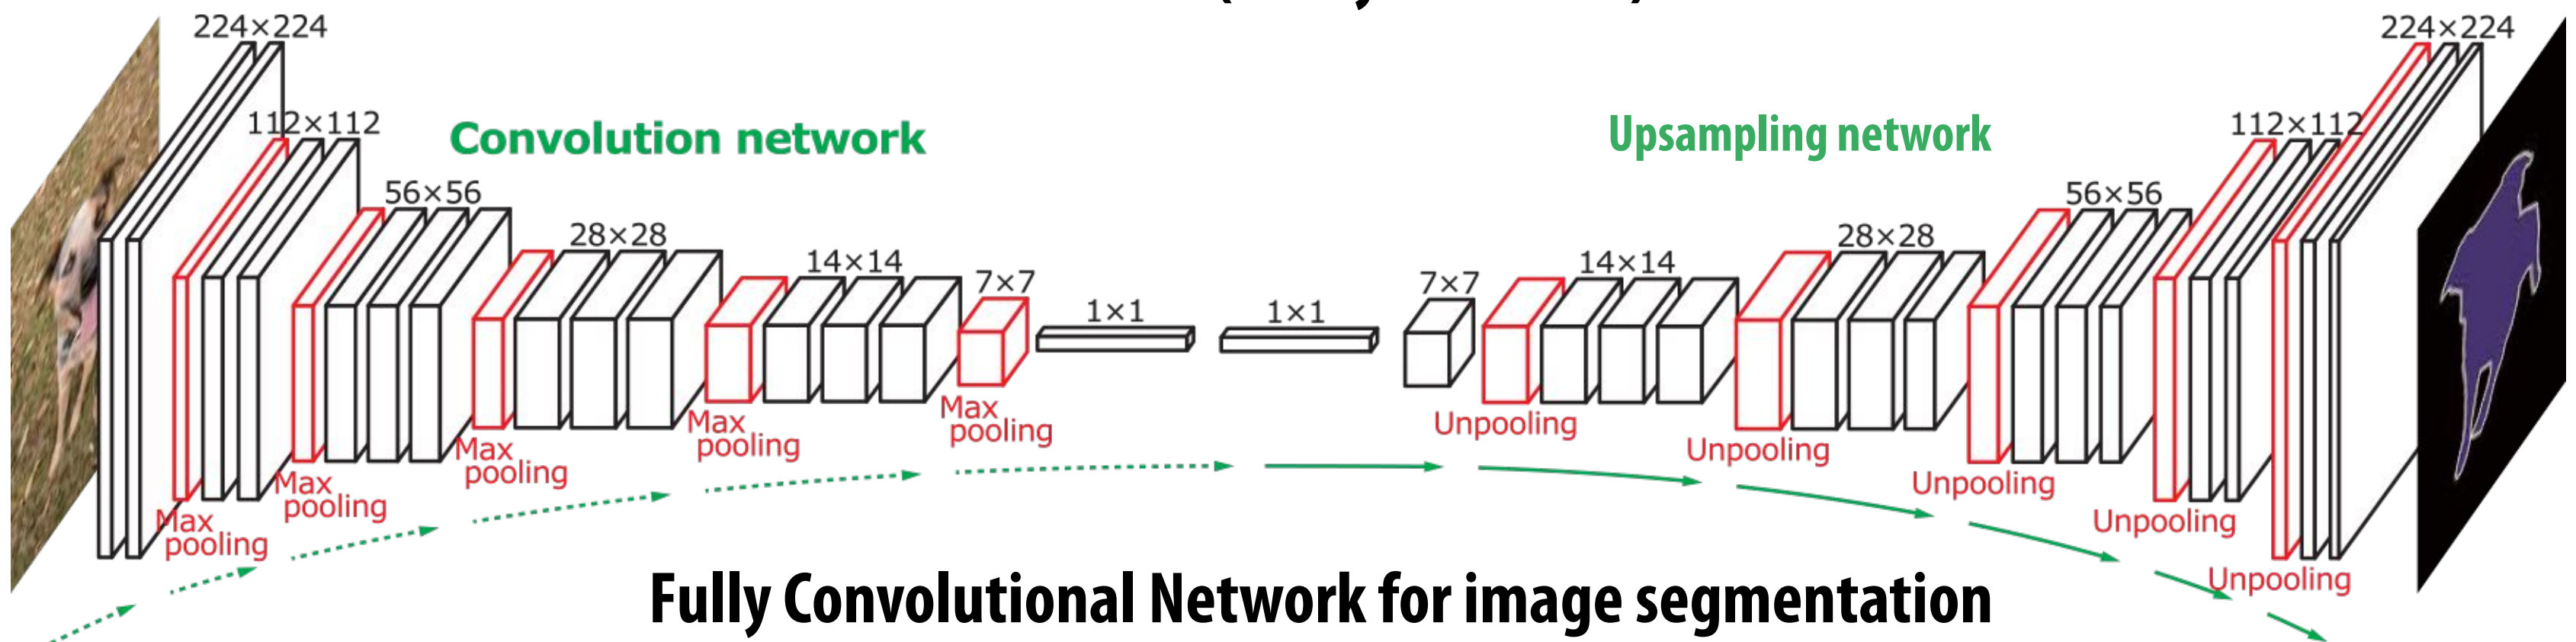 224×224
112×112
Convolution network
56×56
28×28
14×14
7×7
1×1
1×1
7×7
14×14
28×28
56×56
112×112
224×224
Upsampling network
Max
pooling
Max
pooling
Max
pooling
Max
pooling
Max
pooling
Unpooling
Unpooling
Unpooling
Unpooling
Unpooling
Fully Convolutional Network for image segmentation